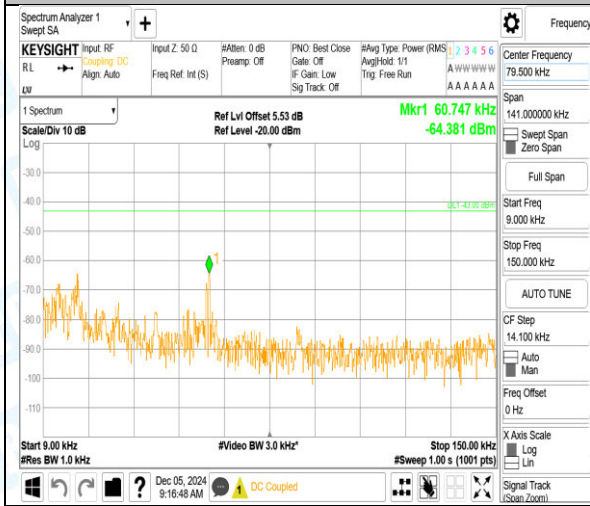 Spectrum Analyzer 1
Swept SA
Frequency
KEYSIGHT
RL
Input: RF
Coupling: DC
Align: Auto
Input Z: 50 Ω
Freq Ref: Int (S)
#Atten: 0 dB
Preamp: Off
PNO: Best Close
Gate: Off
IF Gain: Low
Sig Track: Off
#Avg Type: Power (RMS
Avg|Hold: 1/1
Trig: Free Run
1 2 3 4 5 6
A W W W W W
A A A A A A
1 Spectrum
Scale/Div 10 dB
Log
Ref Lvl Offset 5.53 dB
Ref Level -20.00 dBm
Mkr1 60.747 kHz
-64.381 dBm
-30.0
-40.0
DL1 -43.00 dBm
-50.0
-60.0
1
-70.0
-80.0
-90.0
-100
-110
Start 9.00 kHz
#Res BW 1.0 kHz
#Video BW 3.0 kHz*
Stop 150.00 kHz
#Sweep 1.00 s (1001 pts)
Center Frequency
79.500 kHz
Span
141.000000 kHz
Swept Span
Zero Span
Full Span
Start Freq
9.000 kHz
Stop Freq
150.000 kHz
AUTO TUNE
CF Step
14.100 kHz
Auto
Man
Freq Offset
0 Hz
X Axis Scale
Log
Lin
Signal Track
(Span Zoom)
?
Dec 05, 2024
9:16:48 AM
1
DC Coupled